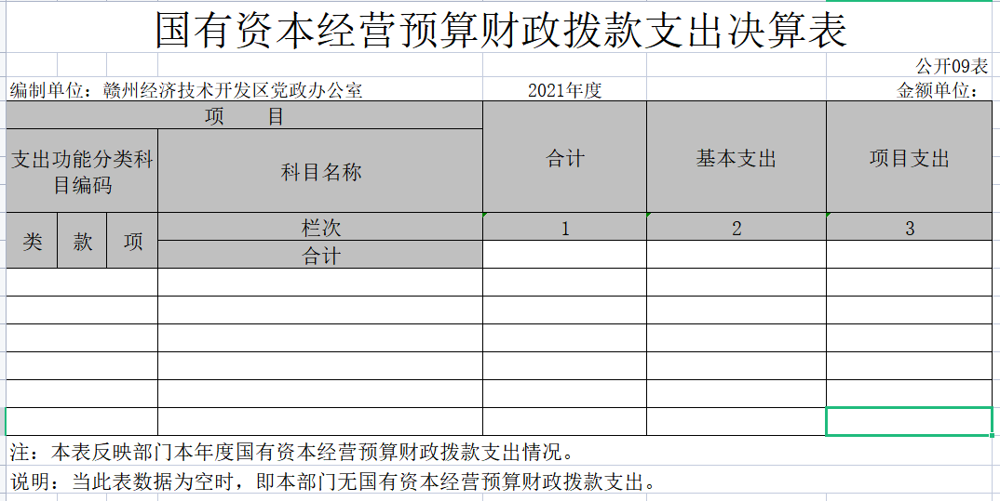 国有资本经营预算财政拨款支出决算表
公开09表
编制单位：赣州经济技术开发区党政办公室 2021年度 金额单位：
项 目
合计 基本支出 项目支出
支出功能分类科
目编码
科目名称
类 款 项
栏次 1 2 3
合计
注：本表反映部门本年度国有资本经营预算财政拨款支出情况。
说明：当此表数据为空时，即本部门无国有资本经营预算财政拨款支出。